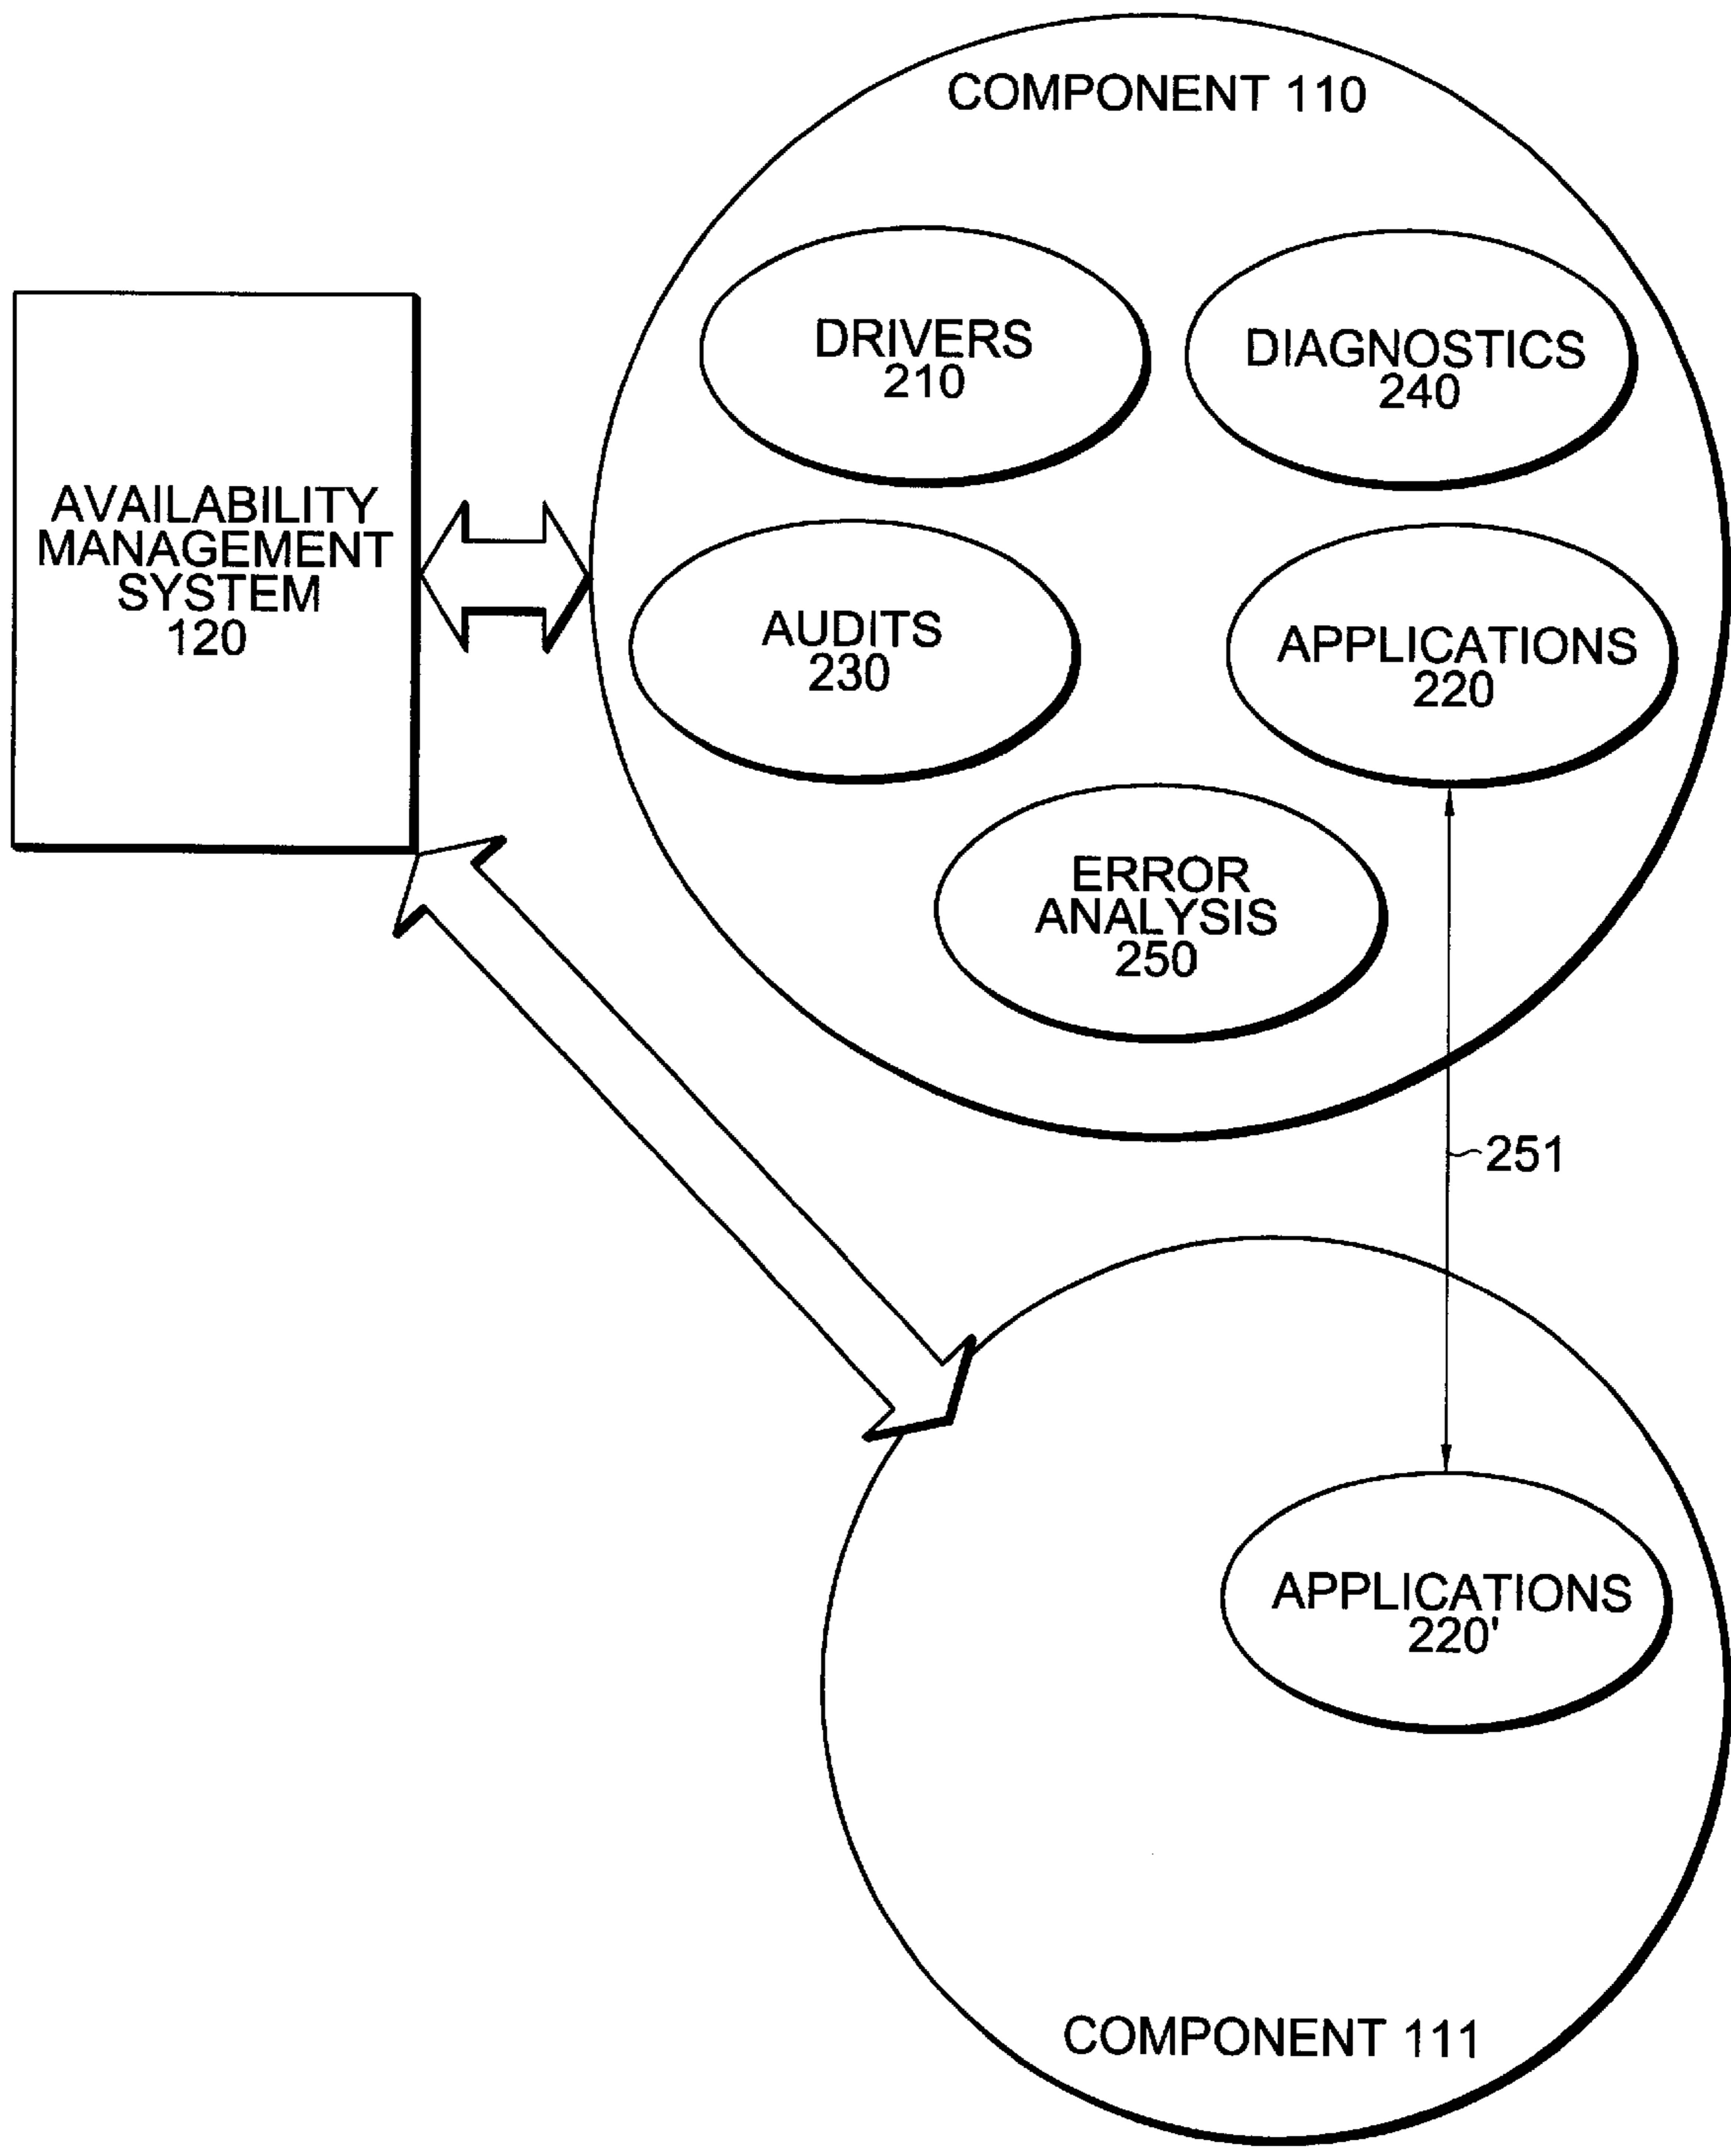 COMPONENT 110
DRIVERS
210
DIAGNOSTICS
240
AVAILABILITY
MANAGEMENT
SYSTEM
120
AUDITS
230
APPLICATIONS
220
ERROR
ANALYSIS
250
251
APPLICATIONS
220'
COMPONENT 111